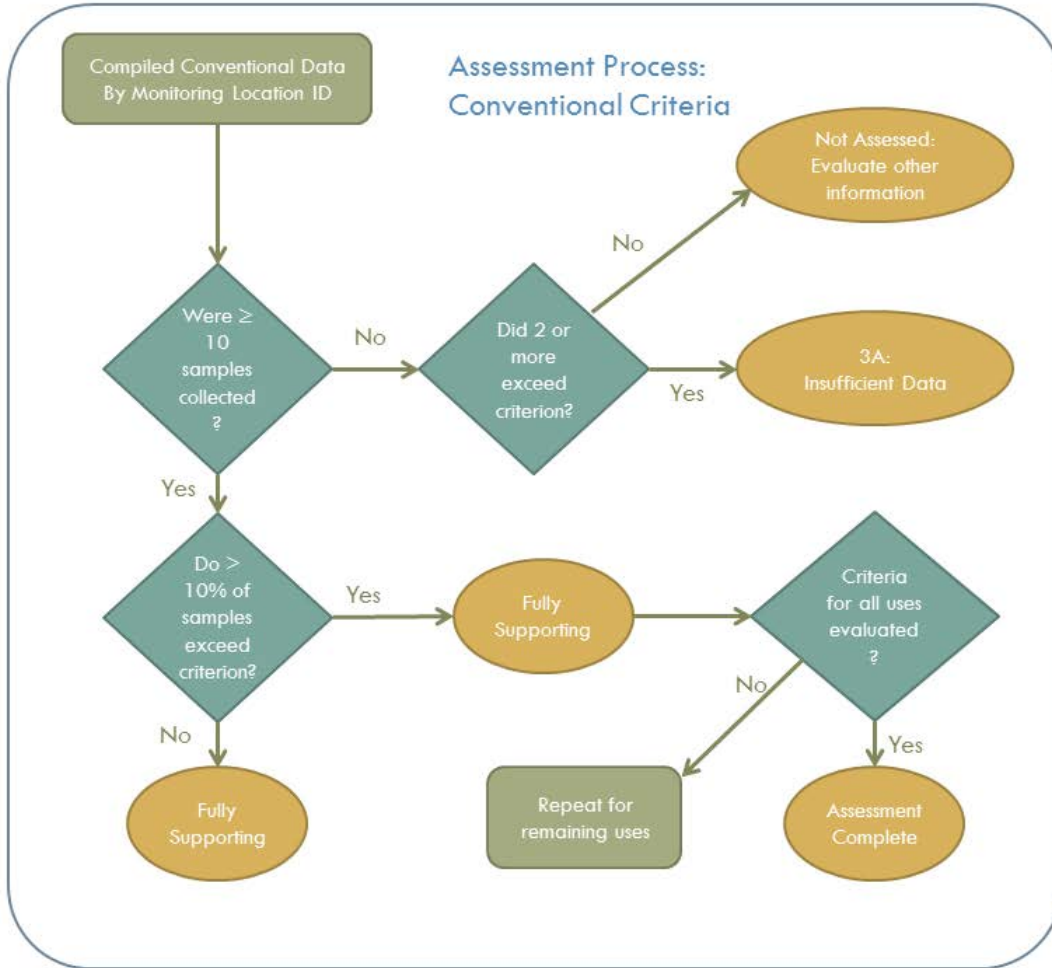 Compiled Conventional Data
By Monitoring Location ID
Assessment Process:
Conventional Criteria
Not Assessed:
Evaluate other
information
No
Were ≥
10
samples
collected
?
No
Did 2 or
more
exceed
criterion?
Yes
3A:
Insufficient Data
Yes
Do >
10% of
samples
exceed
criterion?
Yes
Fully
Supporting
Criteria
for all uses
evaluated
?
No
No
Yes
Fully
Supporting
Repeat for
remaining uses
Assessment
Complete